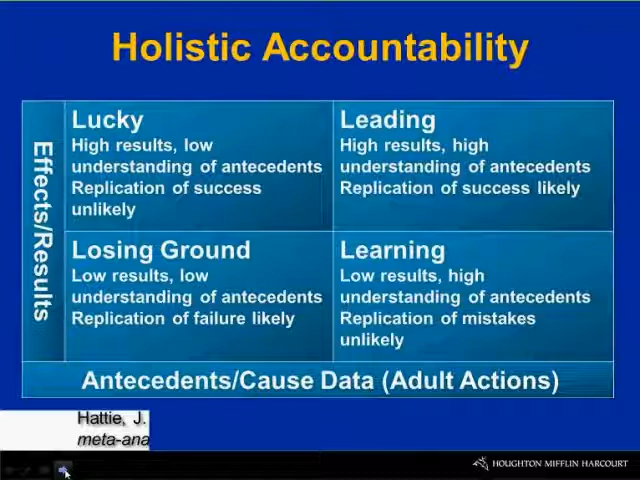 Holistic Accountability
Effects/Results
Lucky
High results, low
understanding of antecedents
Replication of success
unlikely
Leading
High results, high
understanding of antecedents
Replication of success likely
Losing Ground
Low results, low
understanding of antecedents
Replication of failure likely
Learning
Low results, high
understanding of antecedents
Replication of mistakes
unlikely
Antecedents/Cause Data (Adult Actions)
Hattie, J.
meta-ana
HOUGHTON MIFFLIN HARCOURT